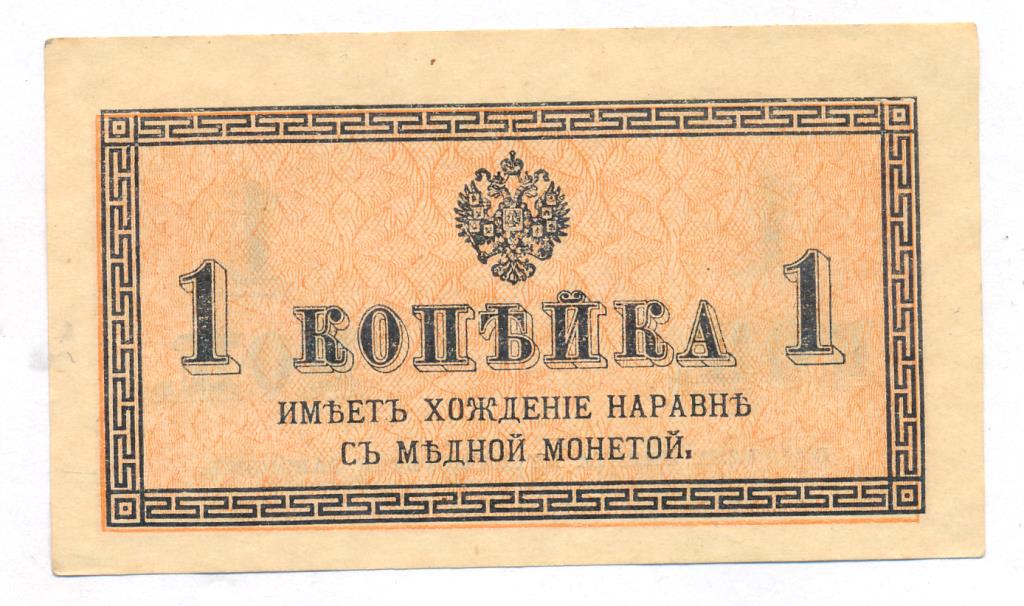 1 КОПѢЙКА 1
ИМѢЕТЪ ХОЖДЕНІЕ НАРАВНѢ
СЪ МѢДНОЙ МОНЕТОЙ.